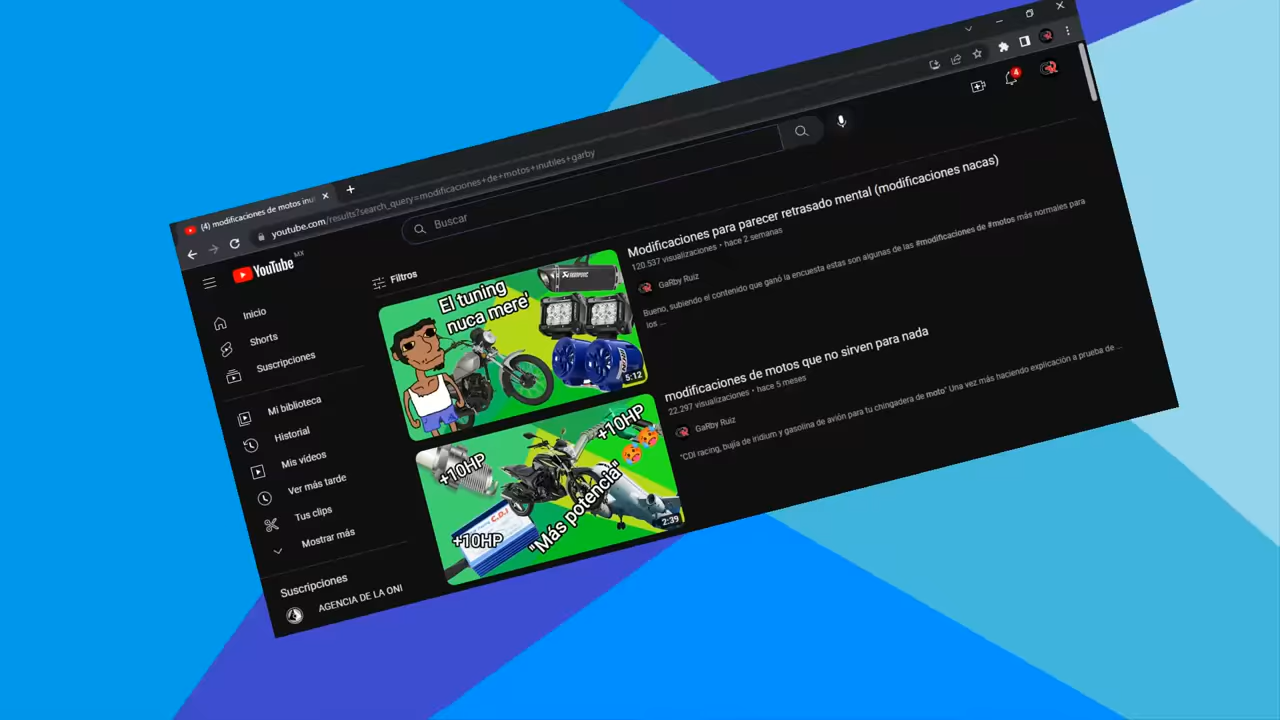 (4) modificaciones de motos inu
youtube.com/results?search_query=modificaciones+de+motos+inutiles+garby
4
YouTube MX
Buscar
Filtros
Inicio
Shorts
Suscripciones
Mi biblioteca
Historial
Mis videos
Ver más tarde
Tus clips
Mostrar más
Suscripciones
AGENCIA DE LA ONI
El tuning
nuca mere'
5:12
Modificaciones para parecer retrasado mental (modificaciones nacas)
120.537 visualizaciones • hace 2 semanas
GaRby Ruiz
Bueno, subiendo el contenido que ganó la encuesta estas son algunas de las #modificaciones de #motos más normales para
los ...
+10HP
+10HP
C.D.I
+10HP
"Más potencia"
2:39
modificaciones de motos que no sirven para nada
22.297 visualizaciones • hace 5 meses
GaRby Ruiz
"CDI racing, bujía de iridium y gasolina de avión para tu chingadera de moto" Una vez más haciendo explicación a prueba de ...